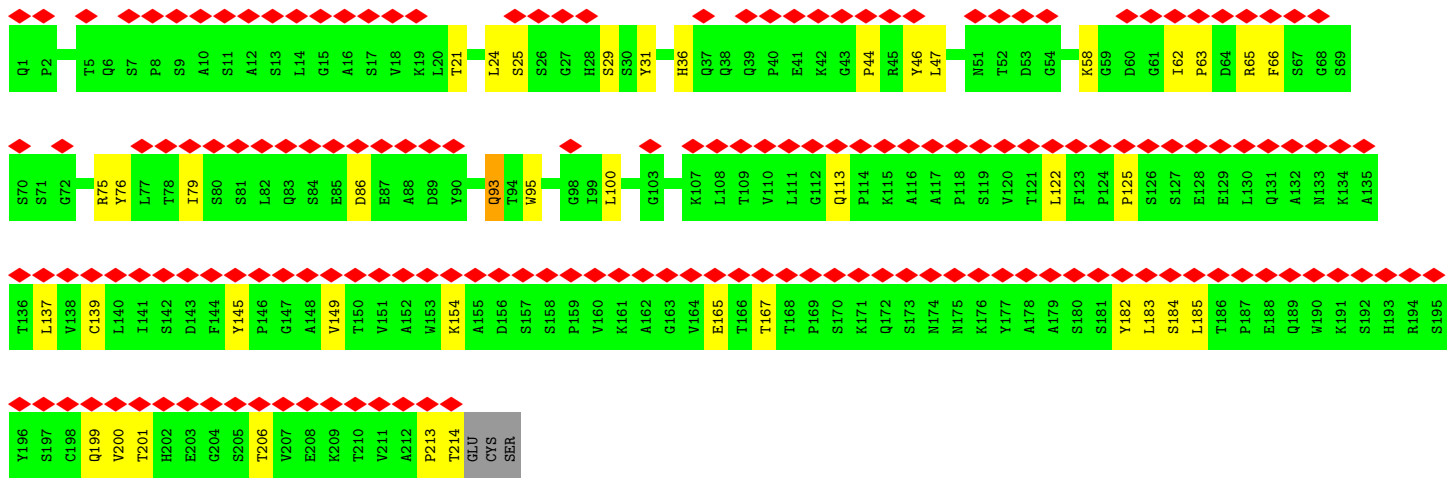 Q1 P2 T5 Q6 S7 P8 S9 A10 S11 A12 S13 L14 G15 A16 S17 V18 K19 L20 T21 L24 S25 S26 G27 H28 S29 S30 Y31 H36 Q37 Q38 Q39 P40 E41 K42 G43 P44 R45 Y46 L47 N51 T52 D53 G54 K58 G59 D60 G61 I62 P63 D64 R65 F66 S67 G68 S69
S70 S71 G72 R75 Y76 L77 T78 I79 S80 S81 L82 Q83 S84 E85 D86 E87 A88 D89 Y90 Q93 T94 W95 G98 I99 L100 G103 K107 L108 T109 V110 L111 G112 Q113 P114 K115 A116 A117 P118 S119 V120 T121 L122 F123 P124 P125 S126 S127 E128 E129 L130 Q131 A132 N133 K134 A135
T136 L137 V138 C139 L140 I141 S142 D143 F144 Y145 P146 G147 A148 V149 T150 V151 A152 W153 K154 A155 D156 S157 S158 P159 V160 K161 A162 G163 V164 E165 T166 T167 T168 P169 S170 K171 Q172 S173 N174 N175 K176 Y177 A178 A179 S180 S181 Y182 L183 S184 L185 T186 P187 E188 Q189 W190 K191 S192 H193 R194 S195
Y196 S197 C198 Q199 V200 T201 H202 E203 G204 S205 T206 V207 E208 K209 T210 V211 A212 P213 T214 GLU CYS SER